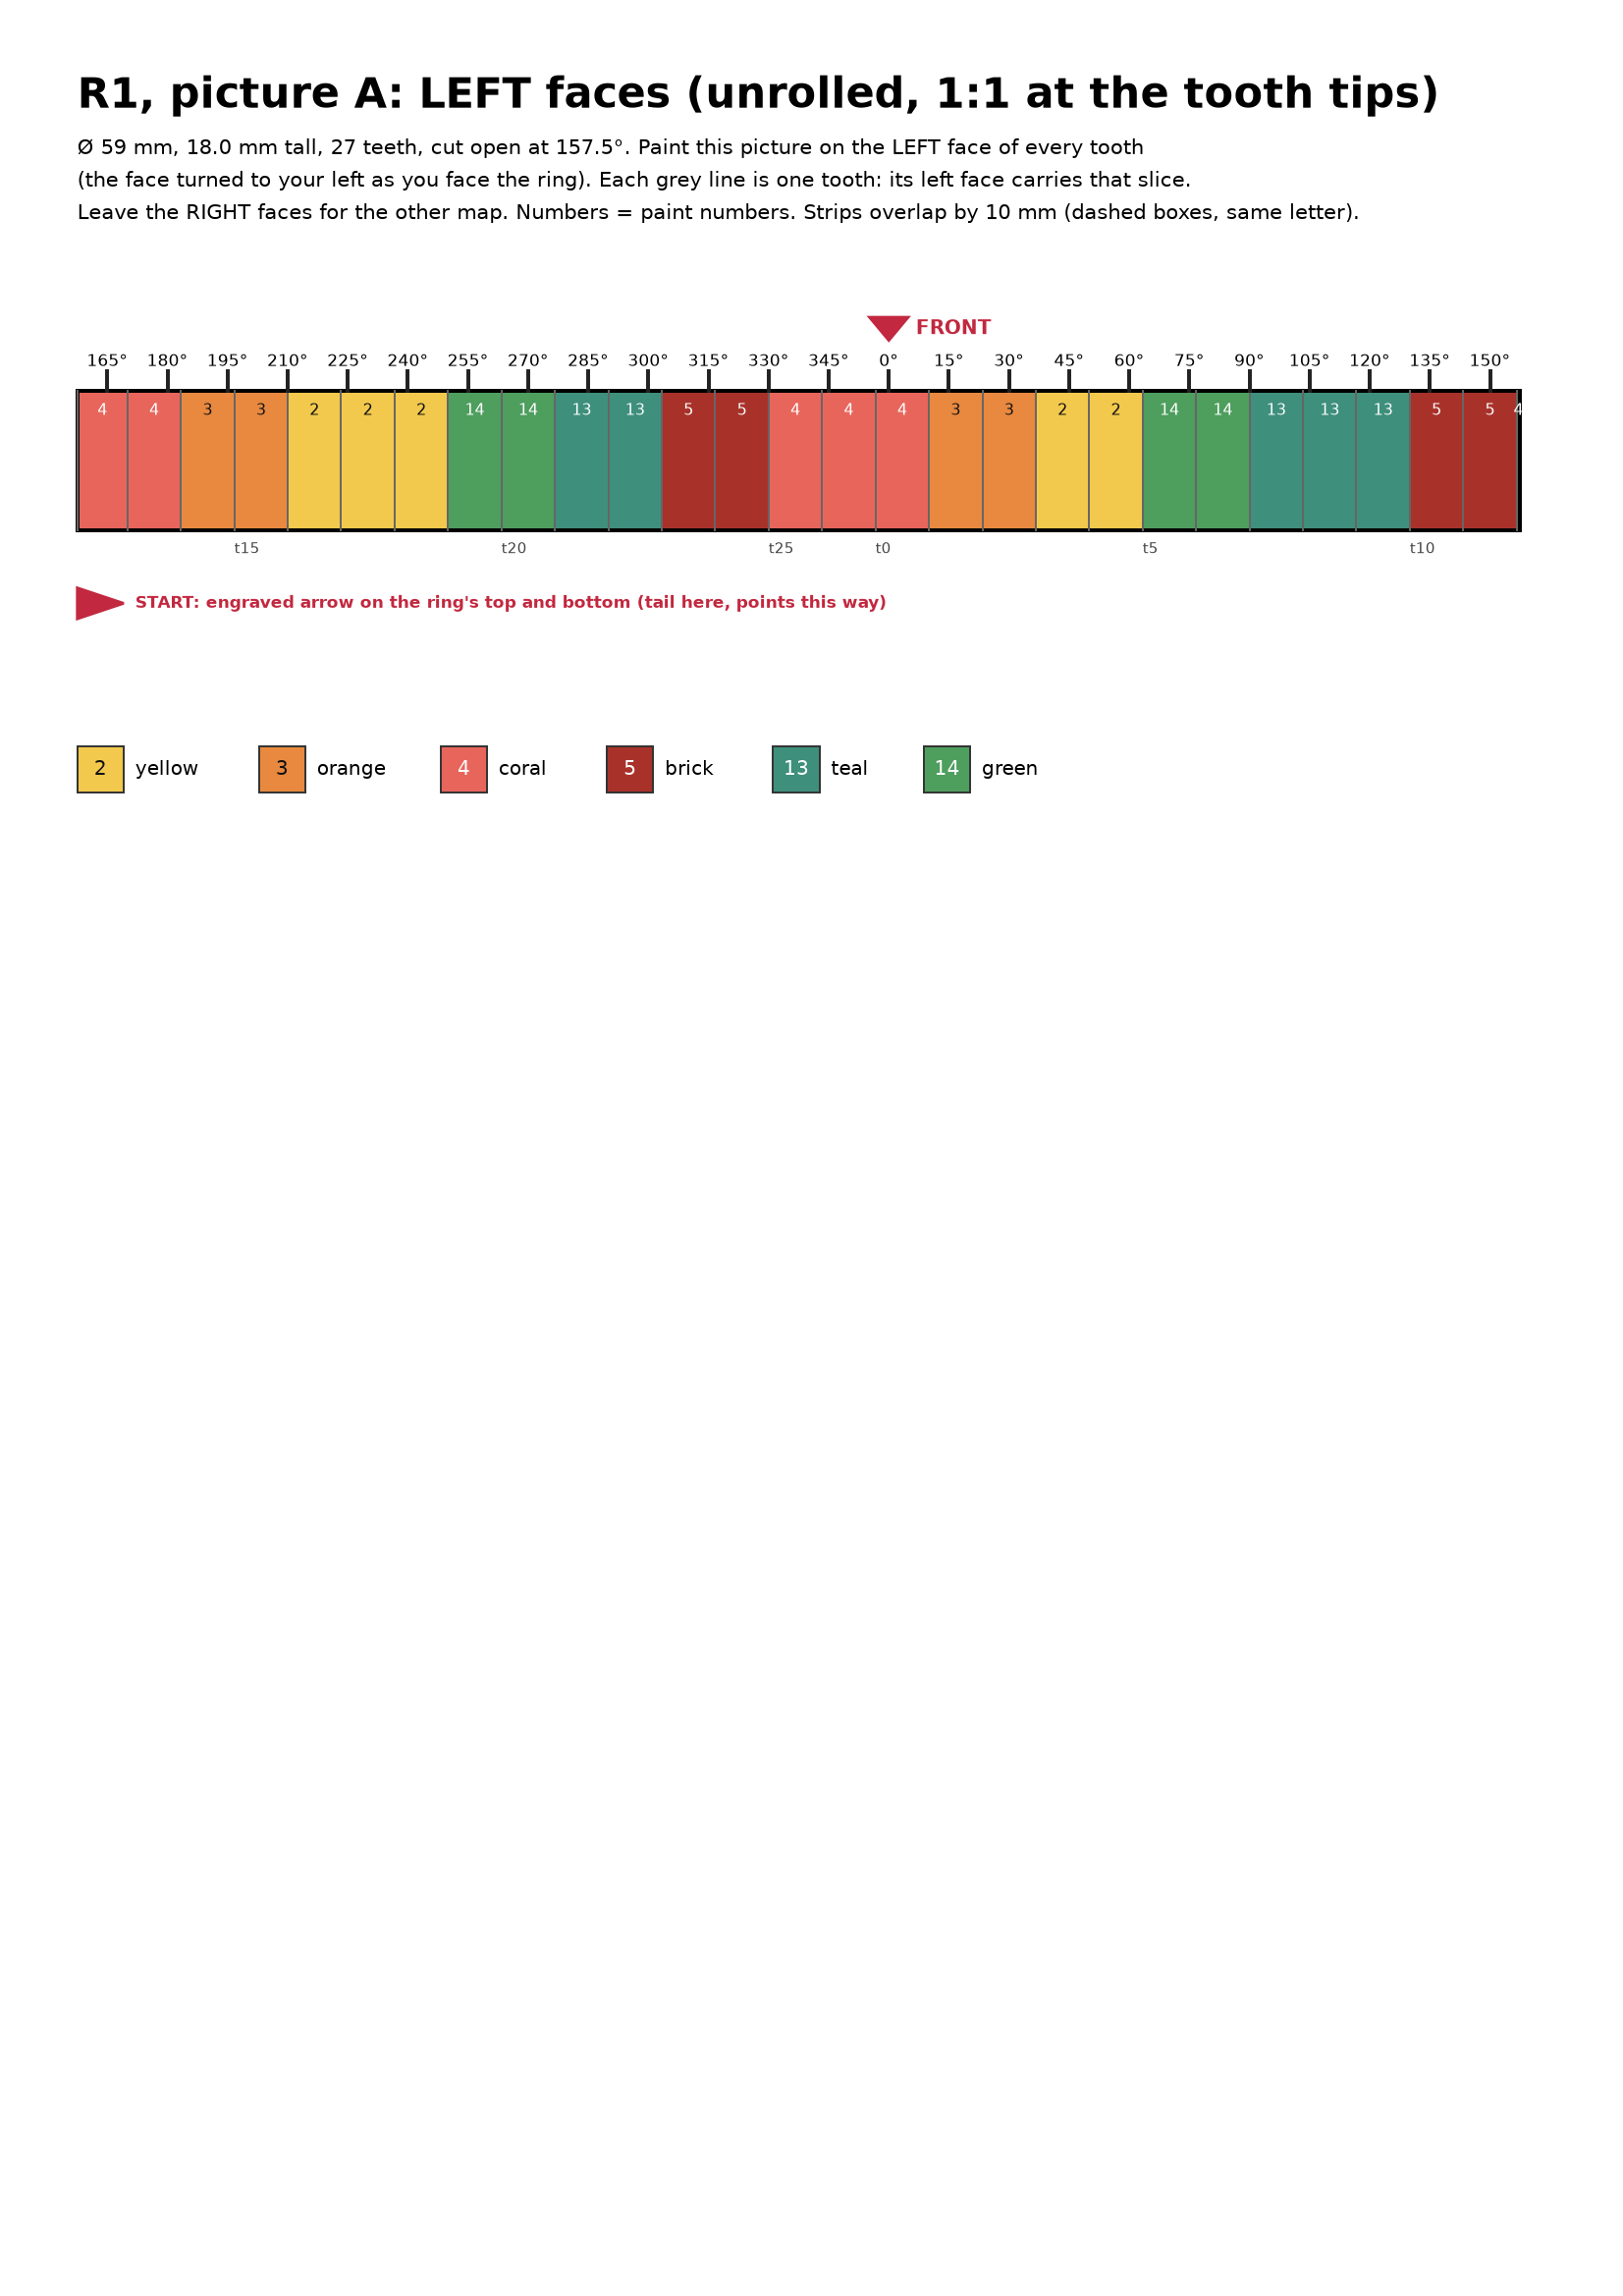 R1, picture A: LEFT faces (unrolled, 1:1 at the tooth tips)
Ø 59 mm, 18.0 mm tall, 27 teeth, cut open at 157.5°. Paint this picture on the LEFT face of every tooth
(the face turned to your left as you face the ring). Each grey line is one tooth: its left face carries that slice.
Leave the RIGHT faces for the other map. Numbers = paint numbers. Strips overlap by 10 mm (dashed boxes, same letter).
FRONT
165° 180° 195° 210° 225° 240° 255° 270° 285° 300° 315° 330° 345° 0° 15° 30° 45° 60° 75° 90° 105° 120° 135° 150°
4 4 3 3 2 2 2 14 14 13 13 5 5 4 4 4 3 3 2 2 14 14 13 13 13 5 5 4
t15 t20 t25 t0 t5 t10
START: engraved arrow on the ring's top and bottom (tail here, points this way)
2 yellow 3 orange 4 coral 5 brick 13 teal 14 green